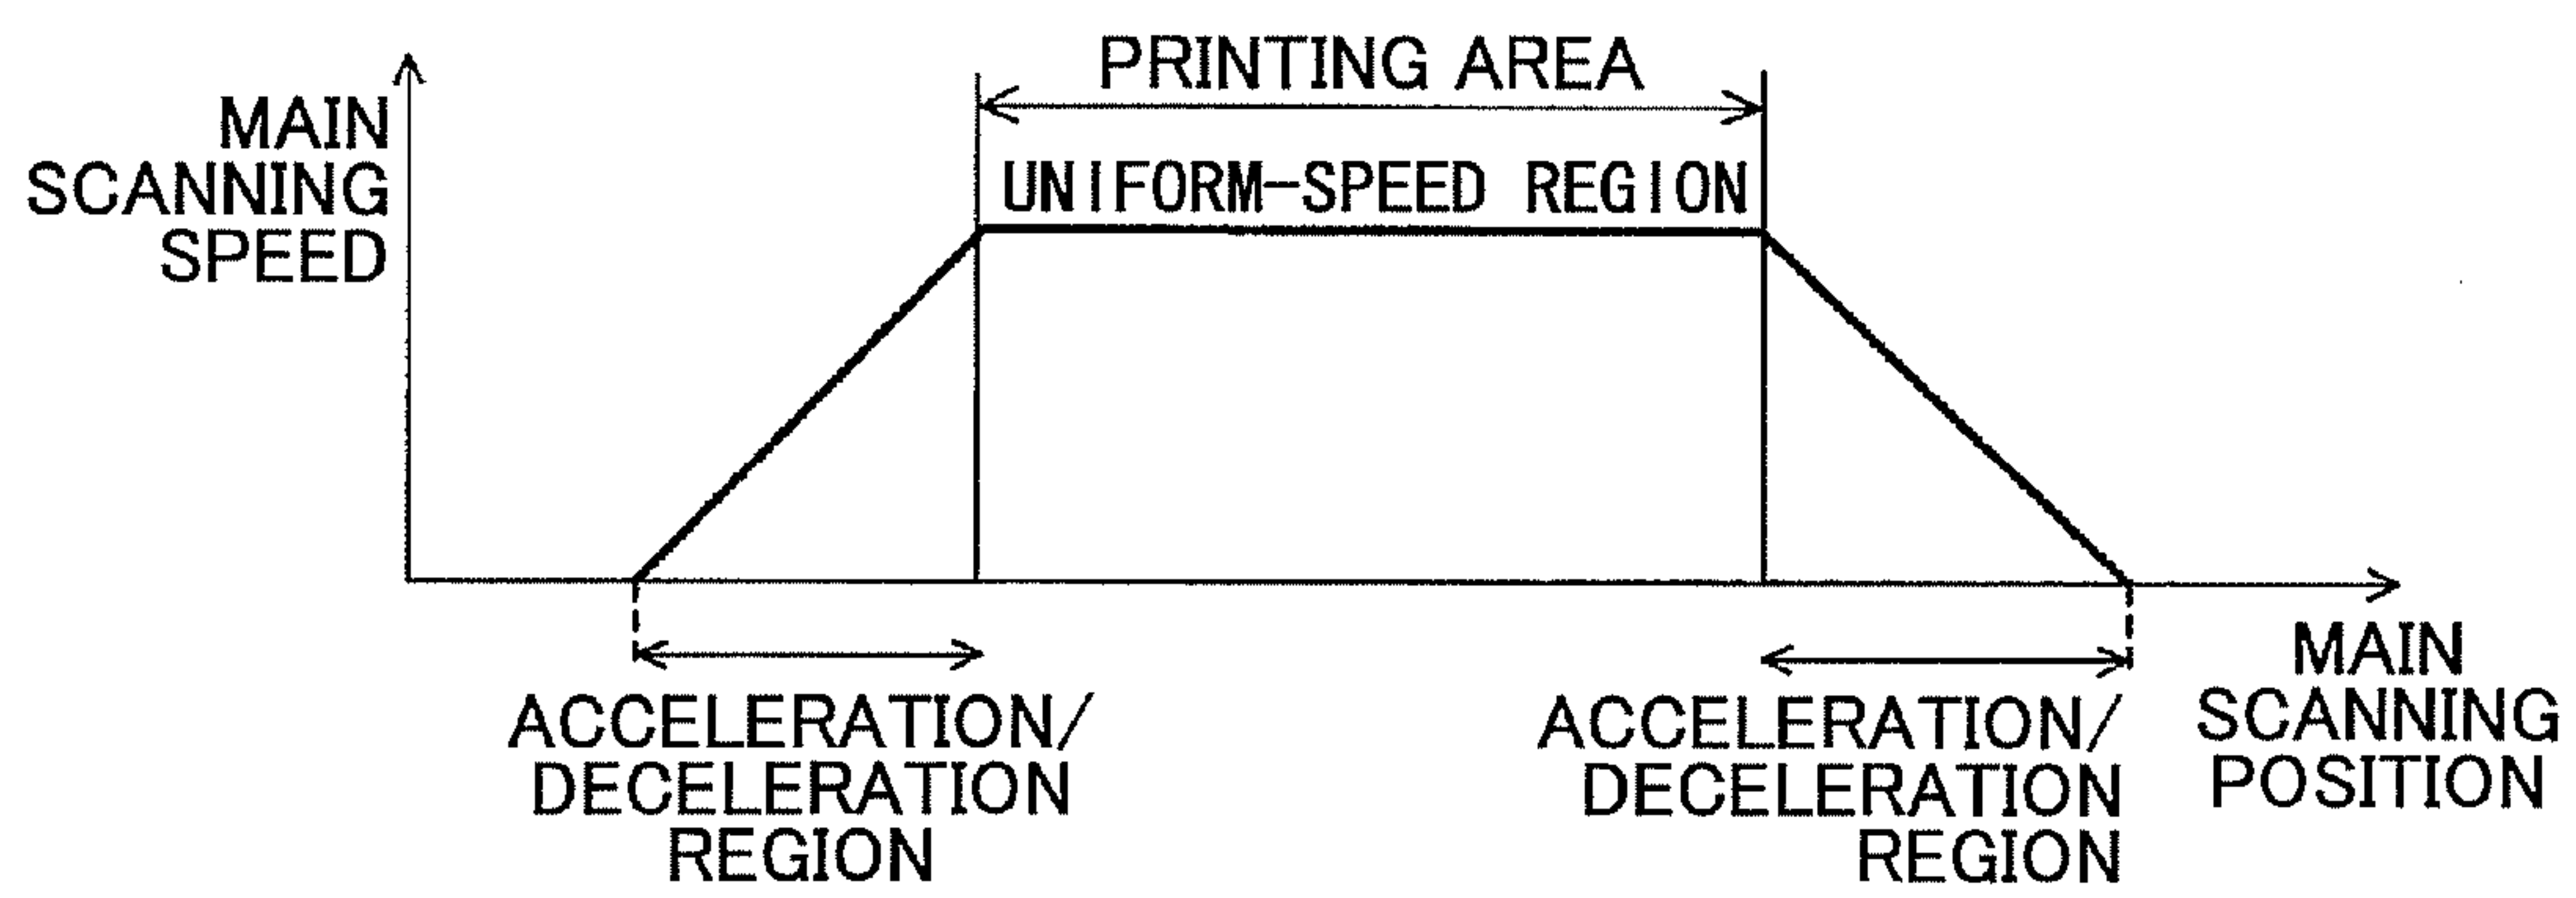 PRINTING AREA
MAIN
SCANNING
SPEED
UNIFORM-SPEED REGION
ACCELERATION/
DECELERATION
REGION
ACCELERATION/
DECELERATION
REGION
MAIN
SCANNING
POSITION